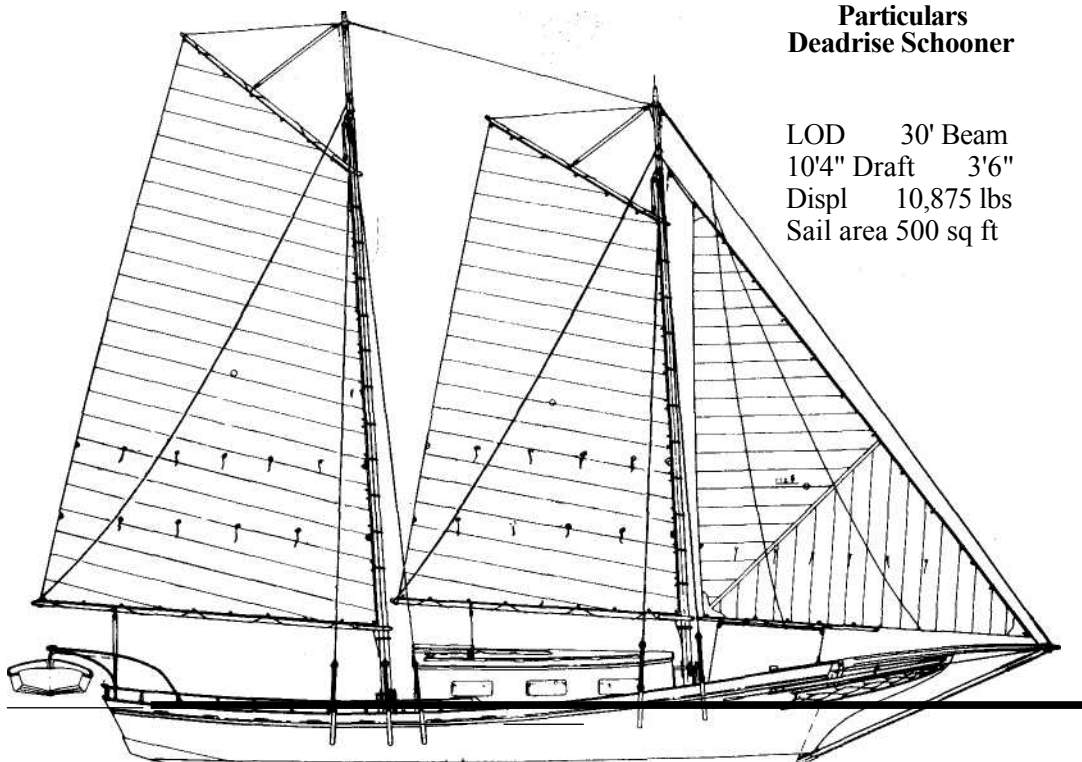 Particulars
Deadrise Schooner
LOD 30' Beam
10'4" Draft 3'6"
Displ 10,875 lbs
Sail area 500 sq ft